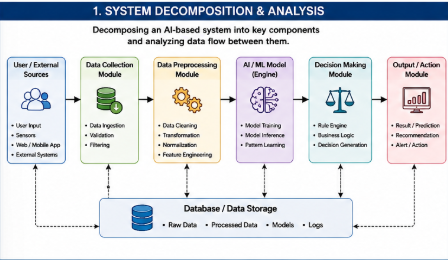 1. SYSTEM DECOMPOSITION & ANALYSIS
Decomposing an AI-based system into key components
and analyzing data flow between them.
User / External
Sources
• User Input
• Sensors
• Web / Mobile App
• External Systems
Data Collection
Module
• Data Ingestion
• Validation
• Filtering
Data Preprocessing
Module
• Data Cleaning
• Transformation
• Normalization
• Feature Engineering
AI / ML Model
(Engine)
• Model Training
• Model Inference
• Pattern Learning
Decision Making
Module
• Rule Engine
• Business Logic
• Decision Generation
Output / Action
Module
• Result / Prediction
• Recommendation
• Alert / Action
Database / Data Storage
• Raw Data • Processed Data • Models • Logs